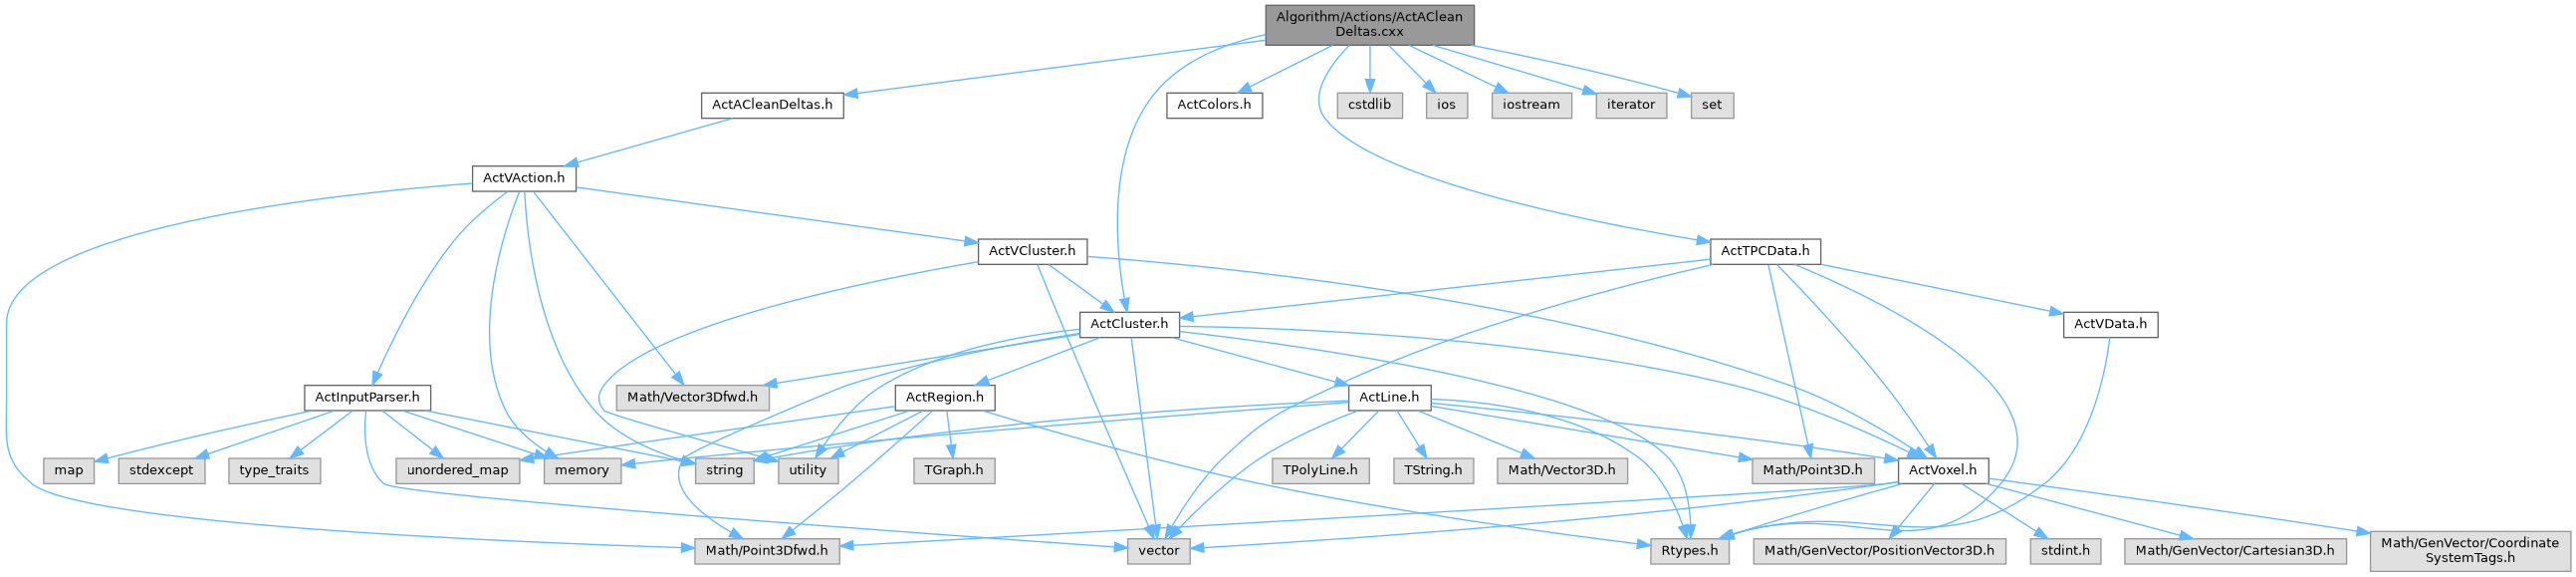 Algorithm/Actions/ActAClean
Deltas.cxx
ActACleanDeltas.h
ActColors.h
cstdlib
ios
iostream
iterator
set
ActVAction.h
ActVCluster.h
ActTPCData.h
ActCluster.h
ActVData.h
ActInputParser.h
Math/Vector3Dfwd.h
ActRegion.h
ActLine.h
map
stdexcept
type_traits
unordered_map
memory
string
utility
TGraph.h
TPolyLine.h
TString.h
Math/Vector3D.h
Math/Point3D.h
ActVoxel.h
Math/Point3Dfwd.h
vector
Rtypes.h
Math/GenVector/PositionVector3D.h
stdint.h
Math/GenVector/Cartesian3D.h
Math/GenVector/Coordinate
SystemTags.h